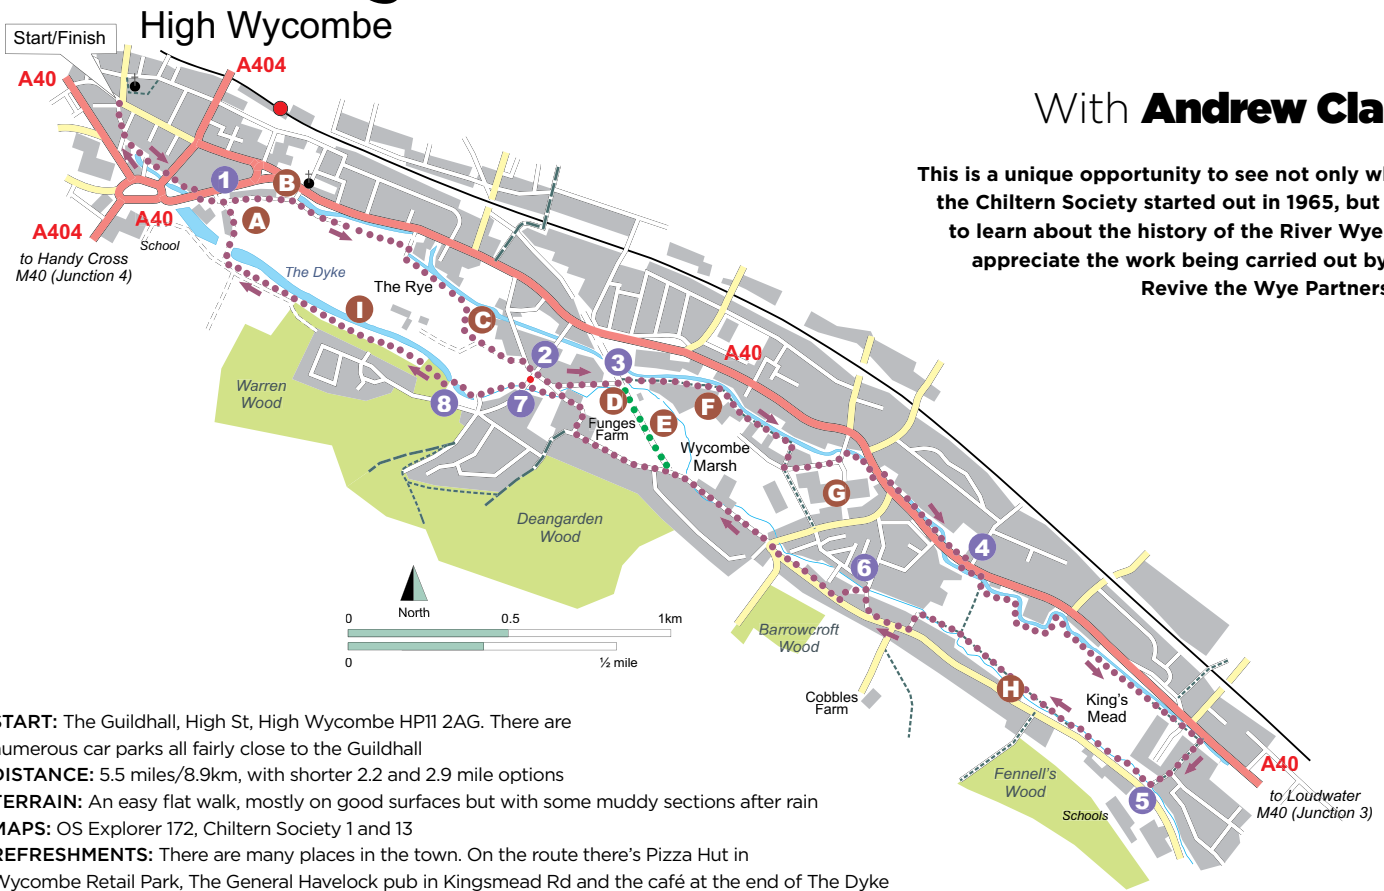 High Wycombe
Start/Finish
A40
A404
1
B
A
A40
A404
to Handy Cross
M40 (Junction 4)
School
The Dyke
The Rye
I
C
2
3
A40
Warren
Wood
8
7
D
Funges
Farm
E
F
Wycombe
Marsh
G
Deangarden
Wood
4
6
North
0 0.5 1km
0 ½ mile
Barrowcroft
Wood
Cobbles
Farm
H
King's
Mead
A40
to Loudwater
M40 (Junction 3)
Fennell's
Wood
Schools
5
With Andrew Cla
This is a unique opportunity to see not only w
the Chiltern Society started out in 1965, but
to learn about the history of the River Wye
appreciate the work being carried out by
Revive the Wye Partners
START: The Guildhall, High St, High Wycombe HP11 2AG. There are
numerous car parks all fairly close to the Guildhall
DISTANCE: 5.5 miles/8.9km, with shorter 2.2 and 2.9 mile options
TERRAIN: An easy flat walk, mostly on good surfaces but with some muddy sections after rain
MAPS: OS Explorer 172, Chiltern Society 1 and 13
REFRESHMENTS: There are many places in the town. On the route there's Pizza Hut in
Wycombe Retail Park, The General Havelock pub in Kingsmead Rd and the café at the end of The Dyke